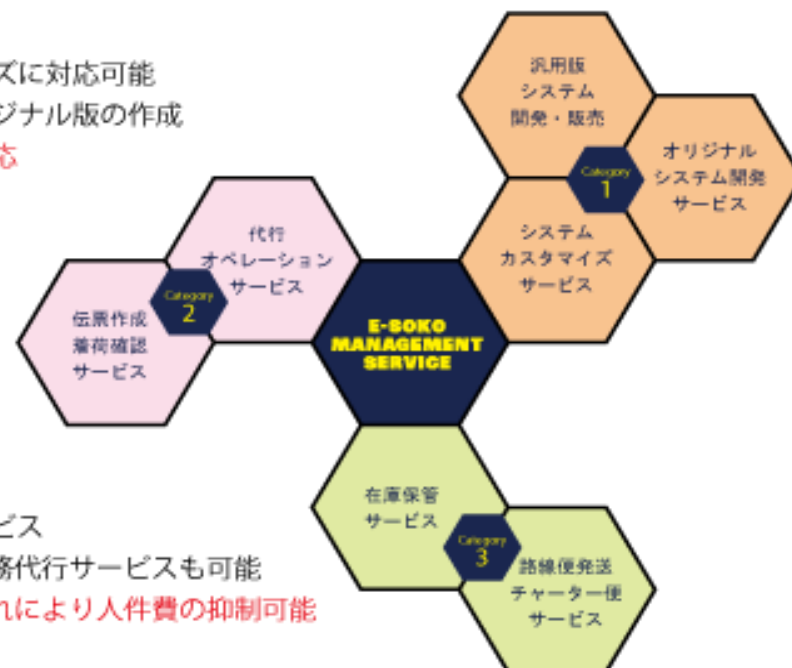 ズに対応可能
ジナル版の作成
応
汎用版
システム
開発・販売
Category
1
オリジナル
システム開発
サービス
システム
カスタマイズ
サービス
代行
オペレーション
サービス
Category
2
伝票作成
着荷確認
サービス
E-SOKO
MANAGEMENT
SERVICE
在庫保管
サービス
Category
3
路線便発送
チャーター便
サービス
ビス
務代行サービスも可能
れにより人件費の抑制可能